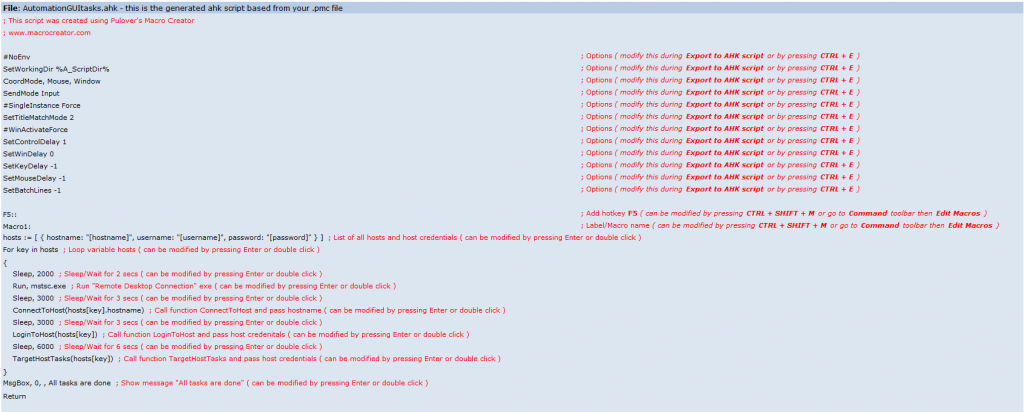 File: AutomationGUItasks.ahk - this is the generated ahk script based from your .pmc file
; This script was created using Pulover's Macro Creator
; www.macrocreator.com
#NoEnv ; Options ( modify this during Export to AHK script or by pressing CTRL + E )
SetWorkingDir %A_ScriptDir% ; Options ( modify this during Export to AHK script or by pressing CTRL + E )
CoordMode, Mouse, Window ; Options ( modify this during Export to AHK script or by pressing CTRL + E )
SendMode Input ; Options ( modify this during Export to AHK script or by pressing CTRL + E )
#SingleInstance Force ; Options ( modify this during Export to AHK script or by pressing CTRL + E )
SetTitleMatchMode 2 ; Options ( modify this during Export to AHK script or by pressing CTRL + E )
#WinActivateForce ; Options ( modify this during Export to AHK script or by pressing CTRL + E )
SetControlDelay 1 ; Options ( modify this during Export to AHK script or by pressing CTRL + E )
SetWinDelay 0 ; Options ( modify this during Export to AHK script or by pressing CTRL + E )
SetKeyDelay -1 ; Options ( modify this during Export to AHK script or by pressing CTRL + E )
SetMouseDelay -1 ; Options ( modify this during Export to AHK script or by pressing CTRL + E )
SetBatchLines -1 ; Options ( modify this during Export to AHK script or by pressing CTRL + E )
F5:: ; Add hotkey F5 ( can be modified by pressing CTRL + SHIFT + M or go to Command toolbar then Edit Macros )
Macro1: ; Label/Macro name ( can be modified by pressing CTRL + SHIFT + M or go to Command toolbar then Edit Macros )
hosts := [ { hostname: "[hostname]", username: "[username]", password: "[password]" } ] ; List of all hosts and host credentials ( can be modified by pressing Enter or double click )
For key in hosts ; Loop variable hosts ( can be modified by pressing Enter or double click )
{
Sleep, 2000 ; Sleep/Wait for 2 secs ( can be modified by pressing Enter or double click )
Run, mstsc.exe ; Run "Remote Desktop Connection" exe ( can be modified by pressing Enter or double click )
Sleep, 3000 ; Sleep/Wait for 3 secs ( can be modified by pressing Enter or double click )
ConnectToHost(hosts[key].hostname) ; Call function ConnectToHost and pass hostname ( can be modified by pressing Enter or double click )
Sleep, 3000 ; Sleep/Wait for 3 secs ( can be modified by pressing Enter or double click )
LoginToHost(hosts[key]) ; Call function LoginToHost and pass host credenitals ( can be modified by pressing Enter or double click )
Sleep, 6000 ; Sleep/Wait for 6 secs ( can be modified by pressing Enter or double click )
TargetHostTasks(hosts[key]) ; Call function TargetHostTasks and pass host credentials ( can be modified by pressing Enter or double click )
}
MsgBox, 0, , All tasks are done ; Show message "All tasks are done" ( can be modified by pressing Enter or double click )
Return